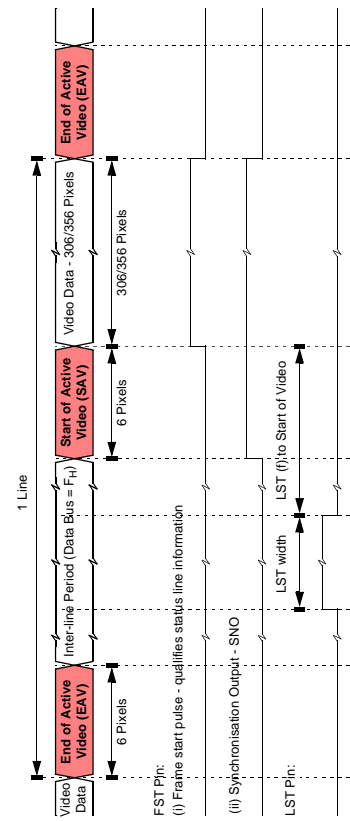 1 Line
Video
Data
End of Active
Video (EAV)
Inter-line Period (Data Bus = FH)
Start of Active
Video (SAV)
Video Data - 306/356 Pixels
End of Active
Video (EAV)
6 Pixels
6 Pixels
306/356 Pixels
FST Pin:
(i) Frame start pulse - qualifies status line information
(ii) Synchronisation Output - SNO
LST Pin:
LST width
LST (f) to Start of Video